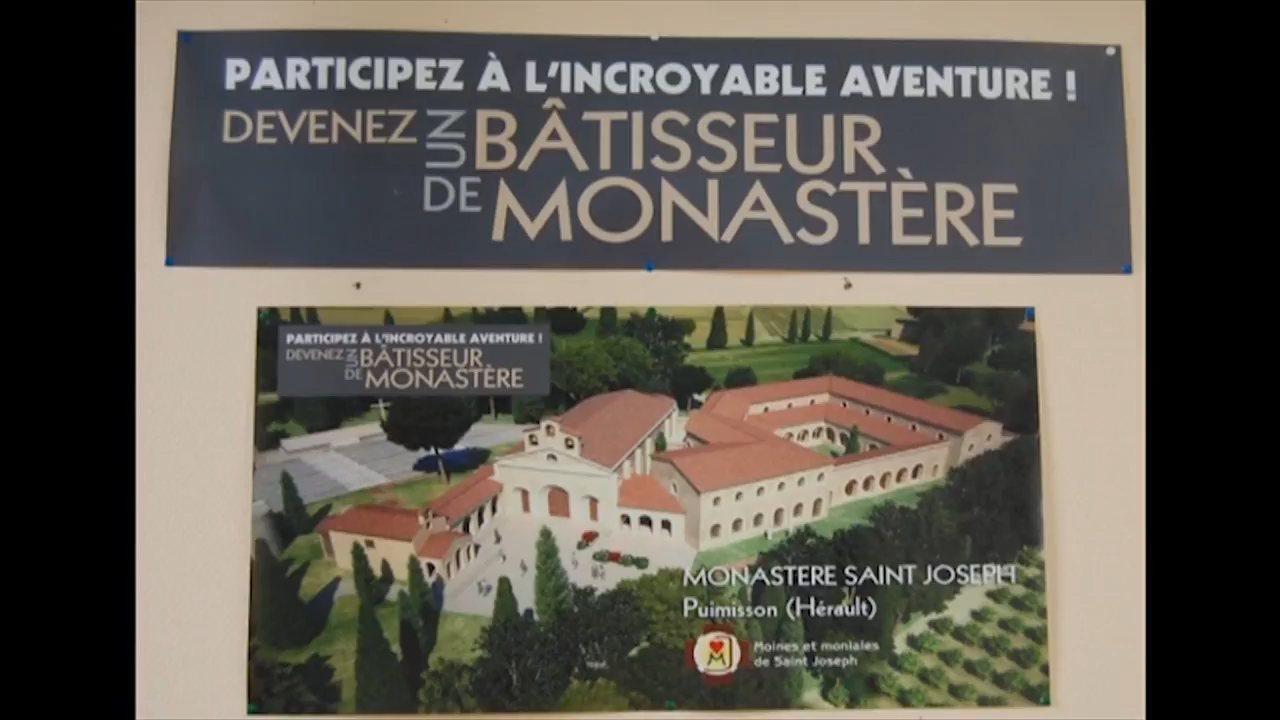 PARTICIPEZ À L'INCROYABLE AVENTURE !
DEVENEZ UN BÂTISSEUR
DE MONASTÈRE
PARTICIPEZ À L'INCROYABLE AVENTURE !
DEVENEZ UN BÂTISSEUR
DE MONASTÈRE
MONASTERE SAINT JOSEPH
Puimisson (Hérault)
M
Moines et moniales
de Saint Joseph